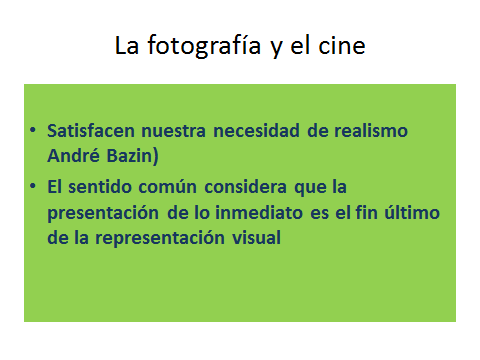 La fotografía y el cine
• Satisfacen nuestra necesidad de realismo
André Bazin)
• El sentido común considera que la
presentación de lo inmediato es el fin último
de la representación visual